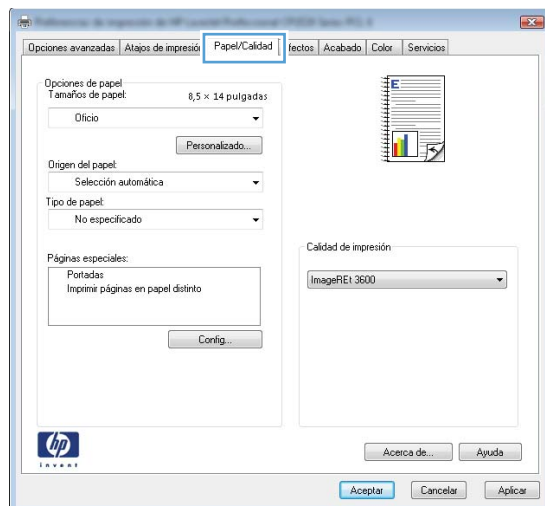 Opciones avanzadas Atajos de impresión Papel/Calidad fectos Acabado Color Servicios
Opciones de papel
Tamaños de papel: 8,5 × 14 pulgadas
Oficio
Personalizado...
Origen del papel:
Selección automática
Tipo de papel:
No especificado
Páginas especiales:
Portadas
Imprimir páginas en papel distinto
Config...
E
Calidad de impresión
ImageREt 3600
hp
invent
Acerca de... Ayuda
Aceptar Cancelar Aplicar